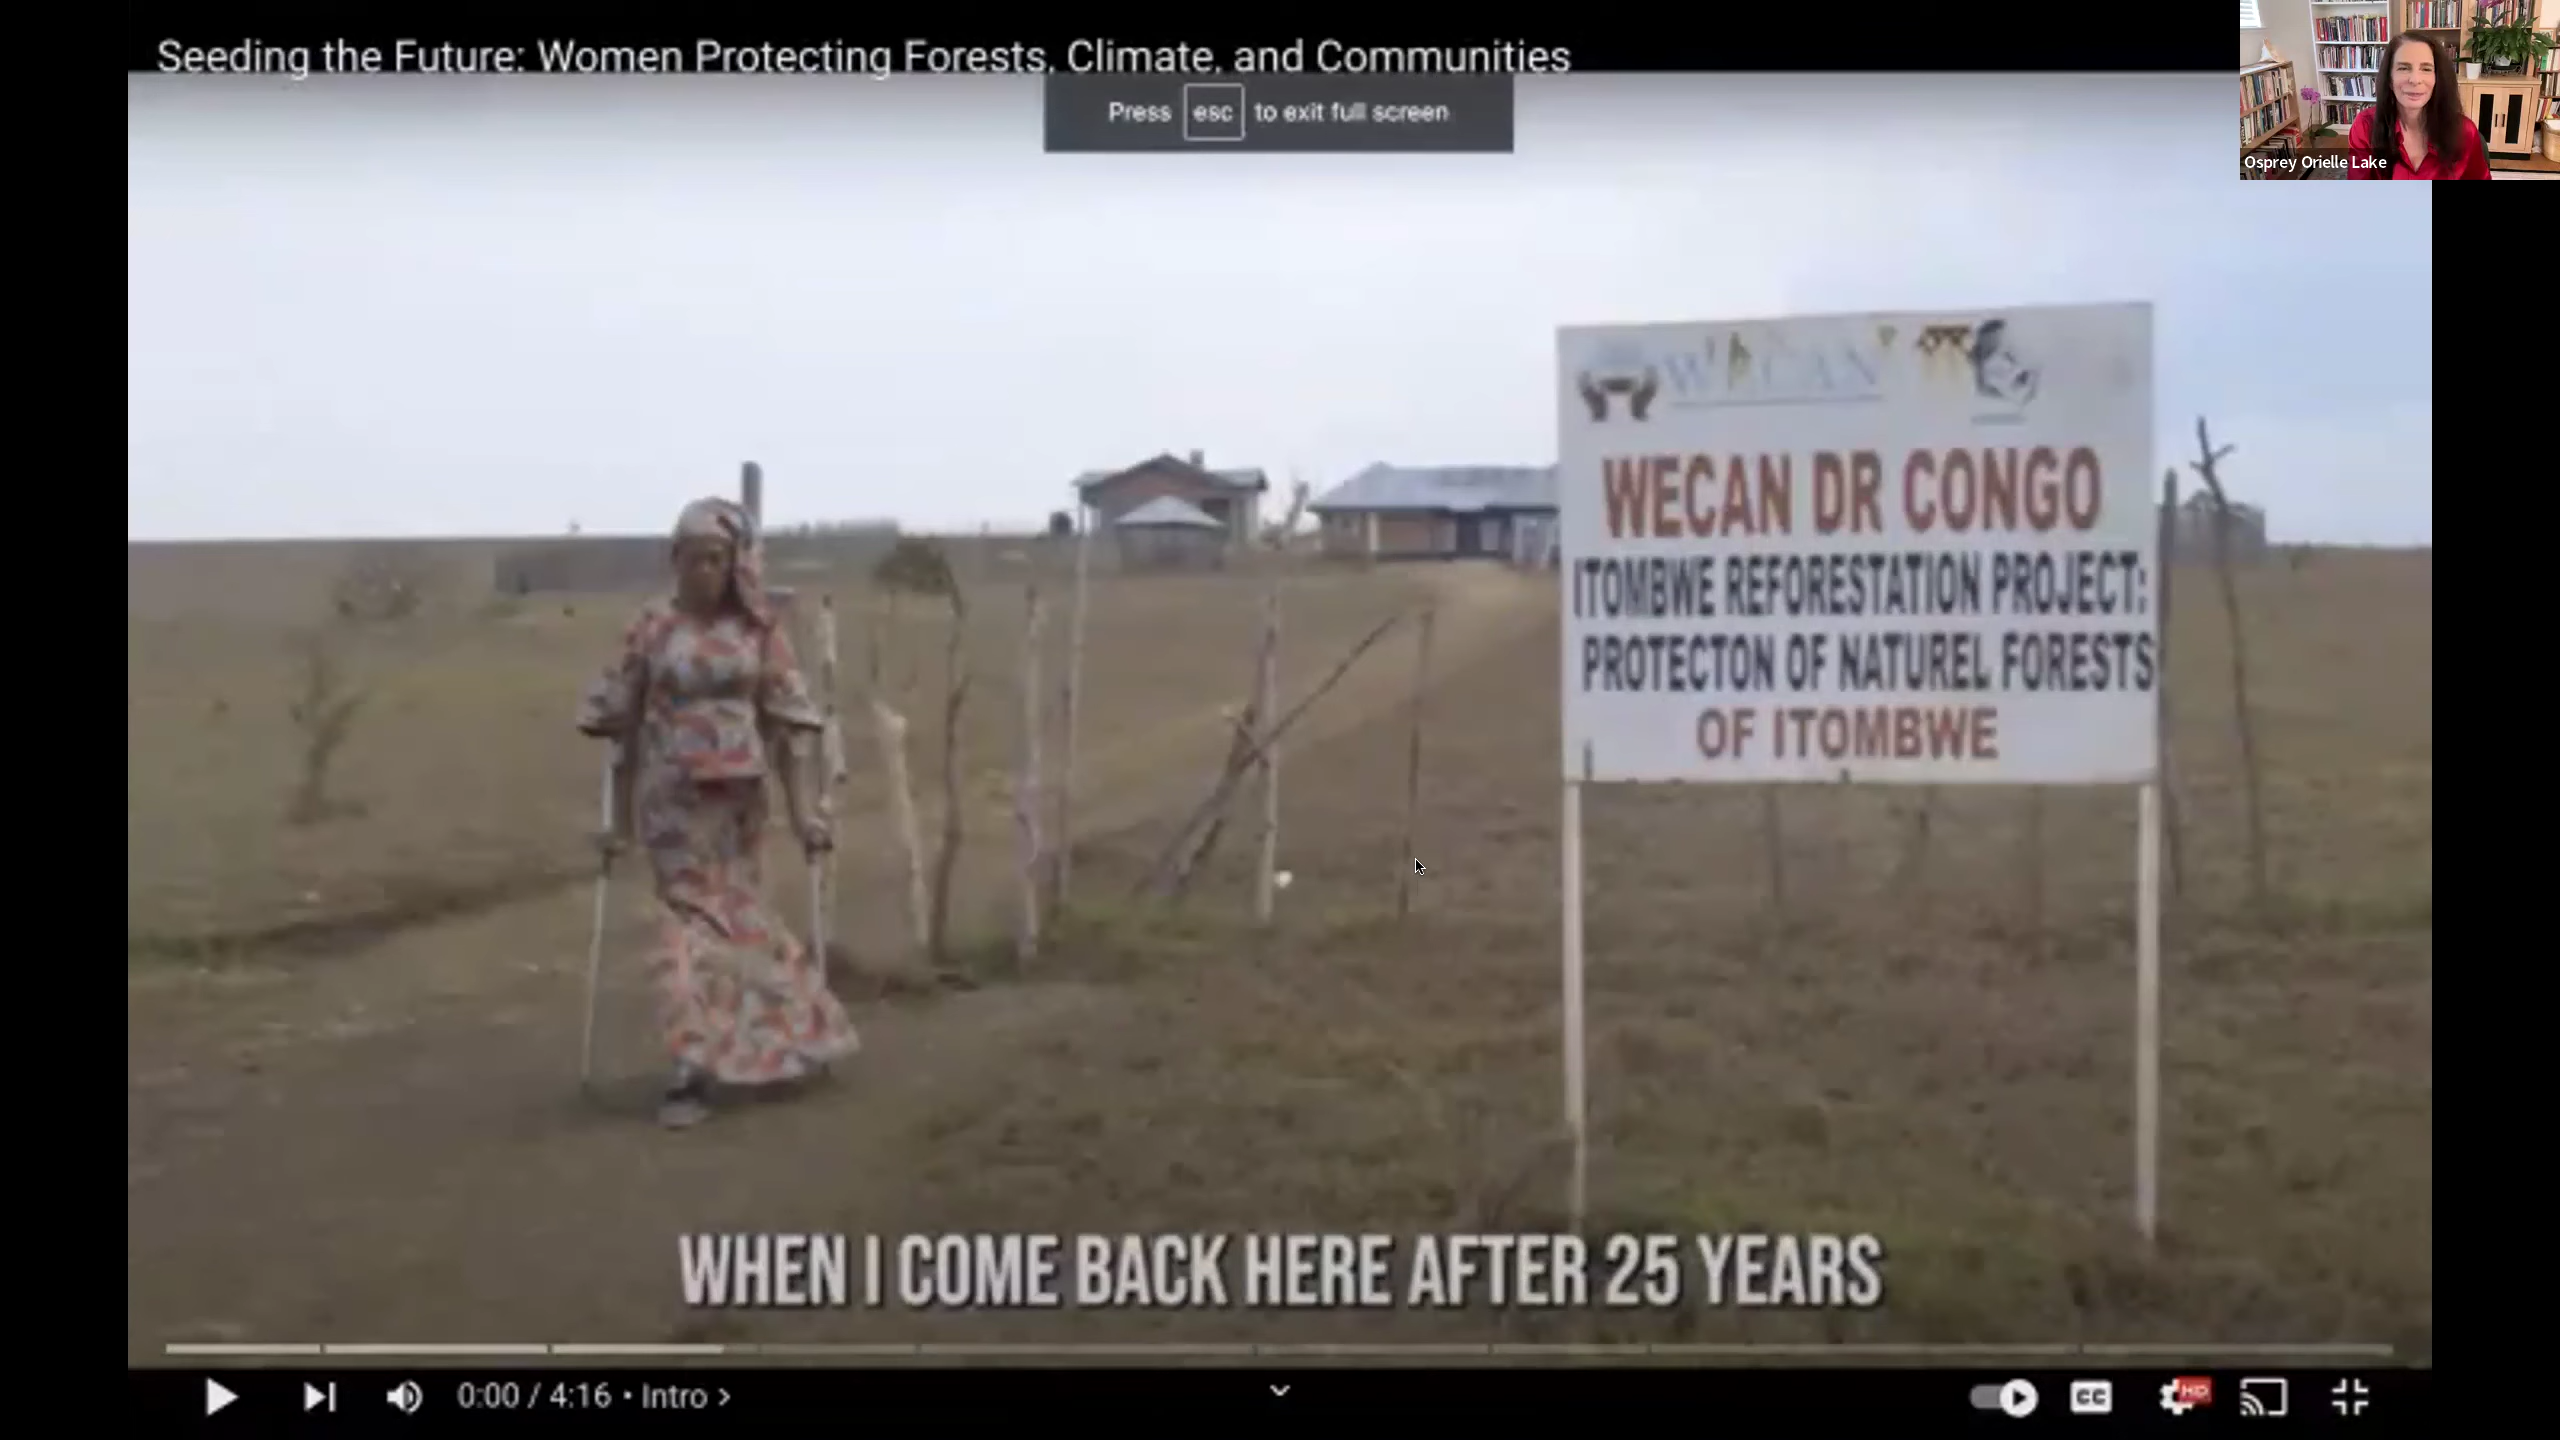 Seeding the Future: Women Protecting Forests, Climate, and Communities
Press esc to exit full screen
Osprey Orielle Lake
WECAN
WECAN DR CONGO
ITOMBWE REFORESTATION PROJECT:
PROTECTON OF NATUREL FORESTS
OF ITOMBWE
WHEN I COME BACK HERE AFTER 25 YEARS
0:00 / 4:16 • Intro >
CC
HD